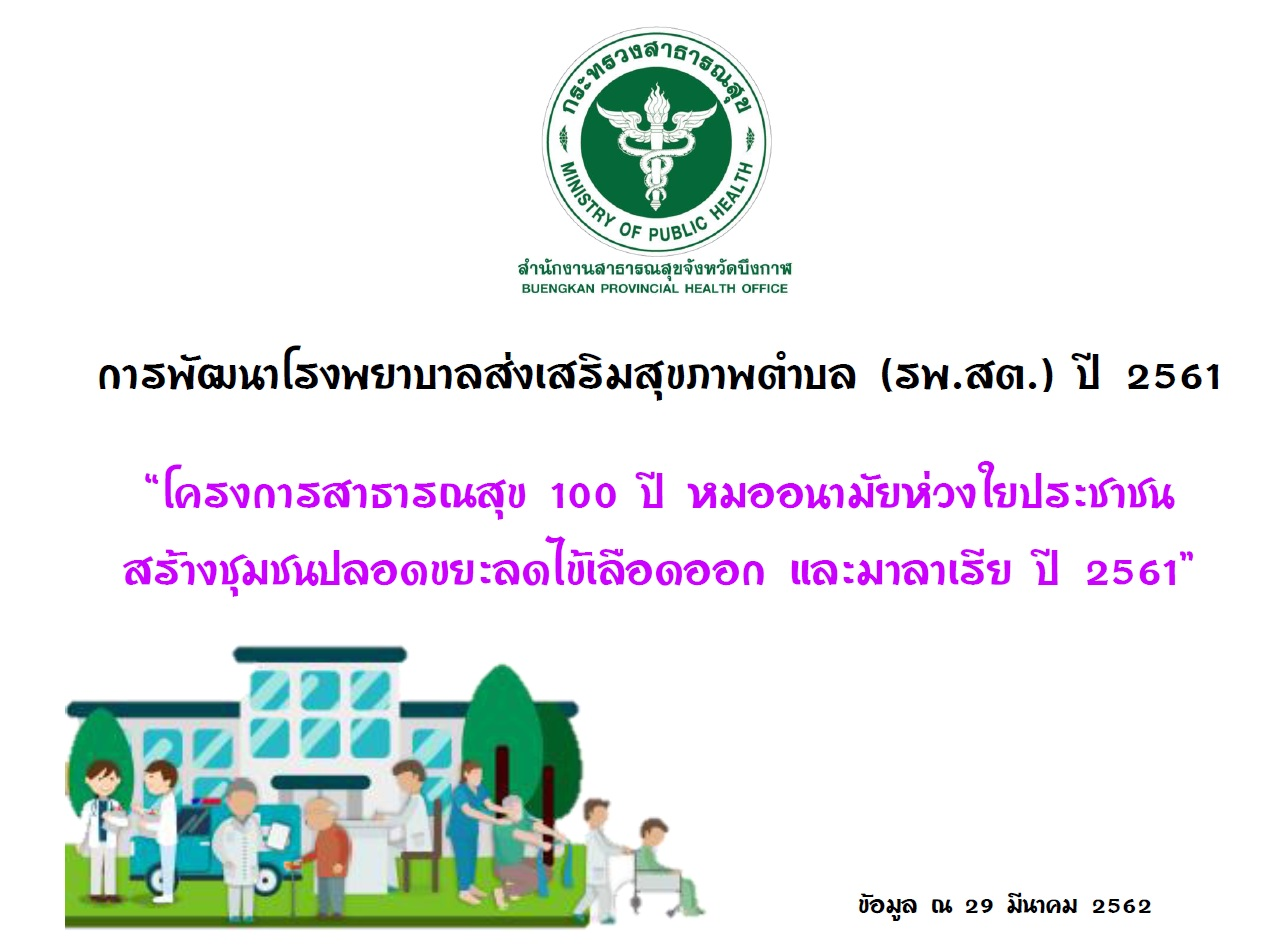 กระทรวงสาธารณสุข
MINISTRY OF PUBLIC HEALTH
สำนักงานสาธารณสุขจังหวัดบึงกาฬ
BUENGKAN PROVINCIAL HEALTH OFFICE
การพัฒนาโรงพยาบาลส่งเสริมสุขภาพตำบล (รพ.สต.) ปี 2561
“โครงการสาธารณสุข 100 ปี หมออนามัยห่วงใยประชาชน
สร้างชุมชนปลอดขยะลดไข้เลือดออก และมาลาเรีย ปี 2561”
ข้อมูล ณ 29 มีนาคม 2562